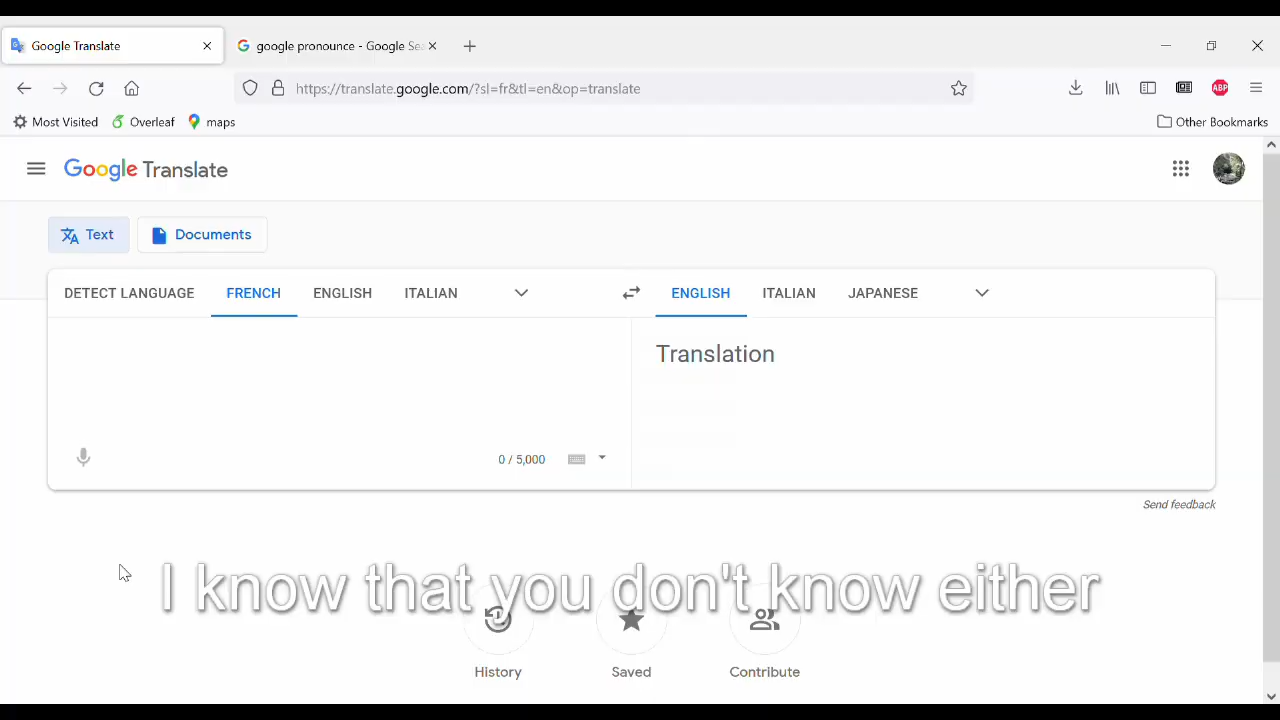 Google Translate
google pronounce - Google Sea
https://translate.google.com/?sl=fr&tl=en&op=translate
ABP
Most Visited
Overleaf
maps
Other Bookmarks
Google Translate
Text
Documents
DETECT LANGUAGE
FRENCH
ENGLISH
ITALIAN
ENGLISH
ITALIAN
JAPANESE
Translation
0 / 5,000
Send feedback
I know that you don't know either
History
Saved
Contribute